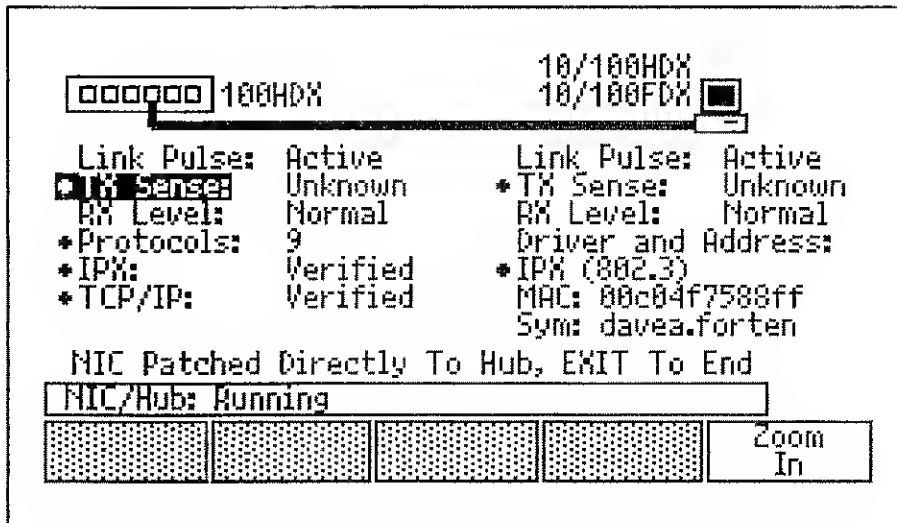 10/100HDX
100HDX 10/100FDX
Link Pulse: Active Link Pulse: Active
TX Sense: Unknown TX Sense: Unknown
RX Level: Normal RX Level: Normal
Protocols: 9 Driver and Address:
IPX: Verified IPX (802.3)
TCP/IP: Verified MAC: 00c04f7588ff
Sym: davea.forten
NIC Patched Directly To Hub, EXIT To End
NIC/Hub: Running
Zoom
In